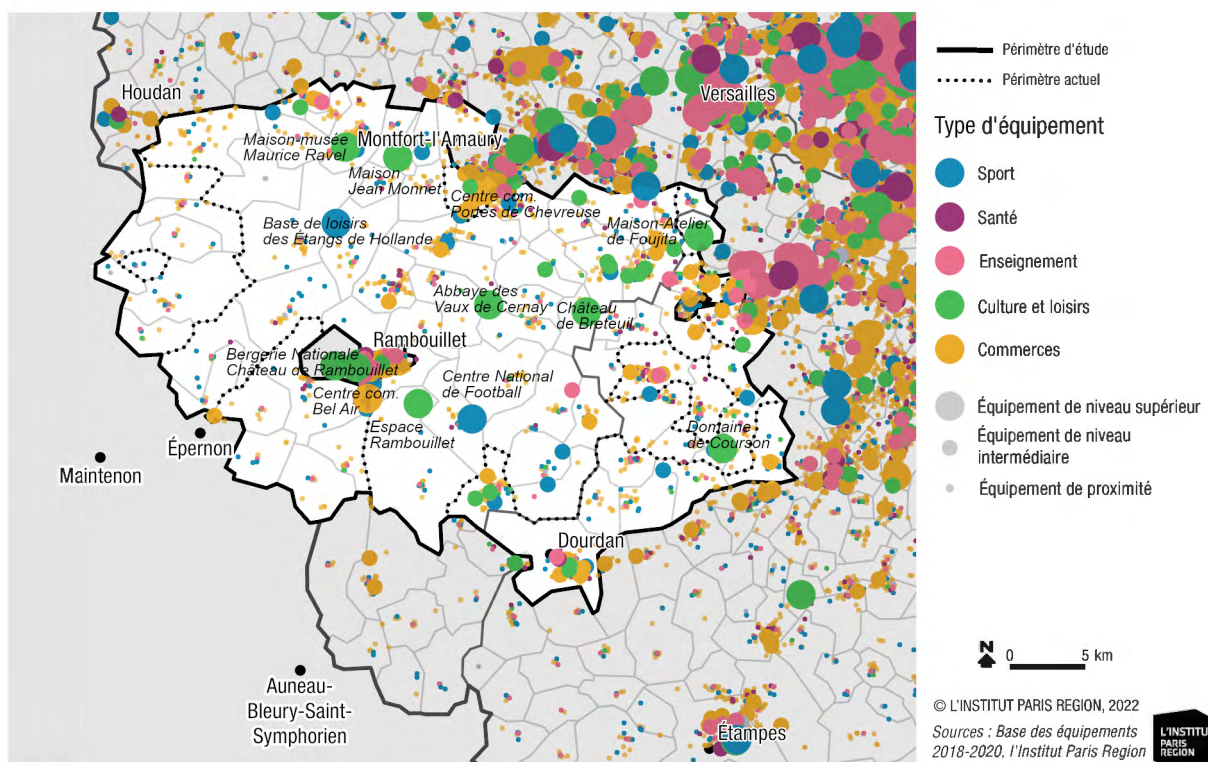 Houdan
Versailles
Maison-musée
Maurice Ravel
Montfort-l'Amaury
Maison
Jean Monnet
Centre com.
Portes de Chevreuse
Base de loisirs
des Étangs de Hollande
Maison-Atelier
de Foujita
Abbaye des
Vaux de Cernay
Château
de Breteuil
Rambouillet
Bergerie Nationale
Château de Rambouillet
Centre National
de Football
Centre com.
Bel Air
Espace
Rambouillet
Domaine
de Courson
Épernon
Maintenon
Dourdan
Auneau-
Bleury-Saint-
Symphorien
Étampes
Périmètre d'étude
Périmètre actuel
Type d'équipement
Sport
Santé
Enseignement
Culture et loisirs
Commerces
Équipement de niveau supérieur
Équipement de niveau
intermédiaire
Équipement de proximité
N
0 5 km
© L'INSTITUT PARIS REGION, 2022
Sources : Base des équipements
2018-2020, l'Institut Paris Region
L'INSTITUT
PARIS
REGION